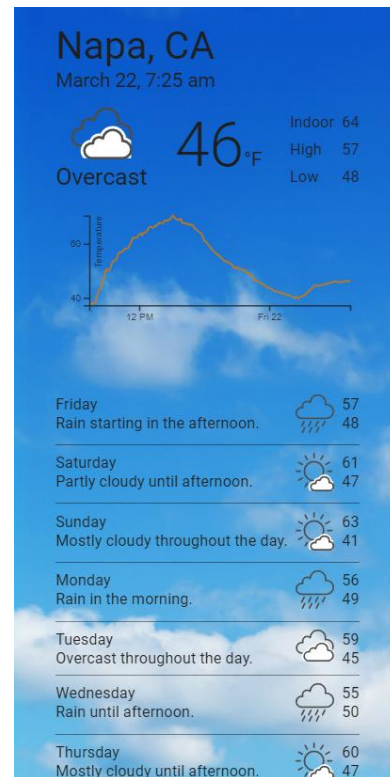 Napa, CA
March 22, 7:25 am
Overcast
46°F
Indoor 64
High 57
Low 48
Temperature
60
40
12 PM
Fri 22
Friday
Rain starting in the afternoon.
57
48
Saturday
Partly cloudy until afternoon.
61
47
Sunday
Mostly cloudy throughout the day.
63
41
Monday
Rain in the morning.
56
49
Tuesday
Overcast throughout the day.
59
45
Wednesday
Rain until afternoon.
55
50
Thursday
Mostly cloudy until afternoon.
60
47